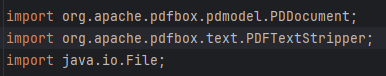 import org.apache.pdfbox.pdmodel.PDDocument;
import org.apache.pdfbox.text.PDFTextStripper;
import java.io.File;